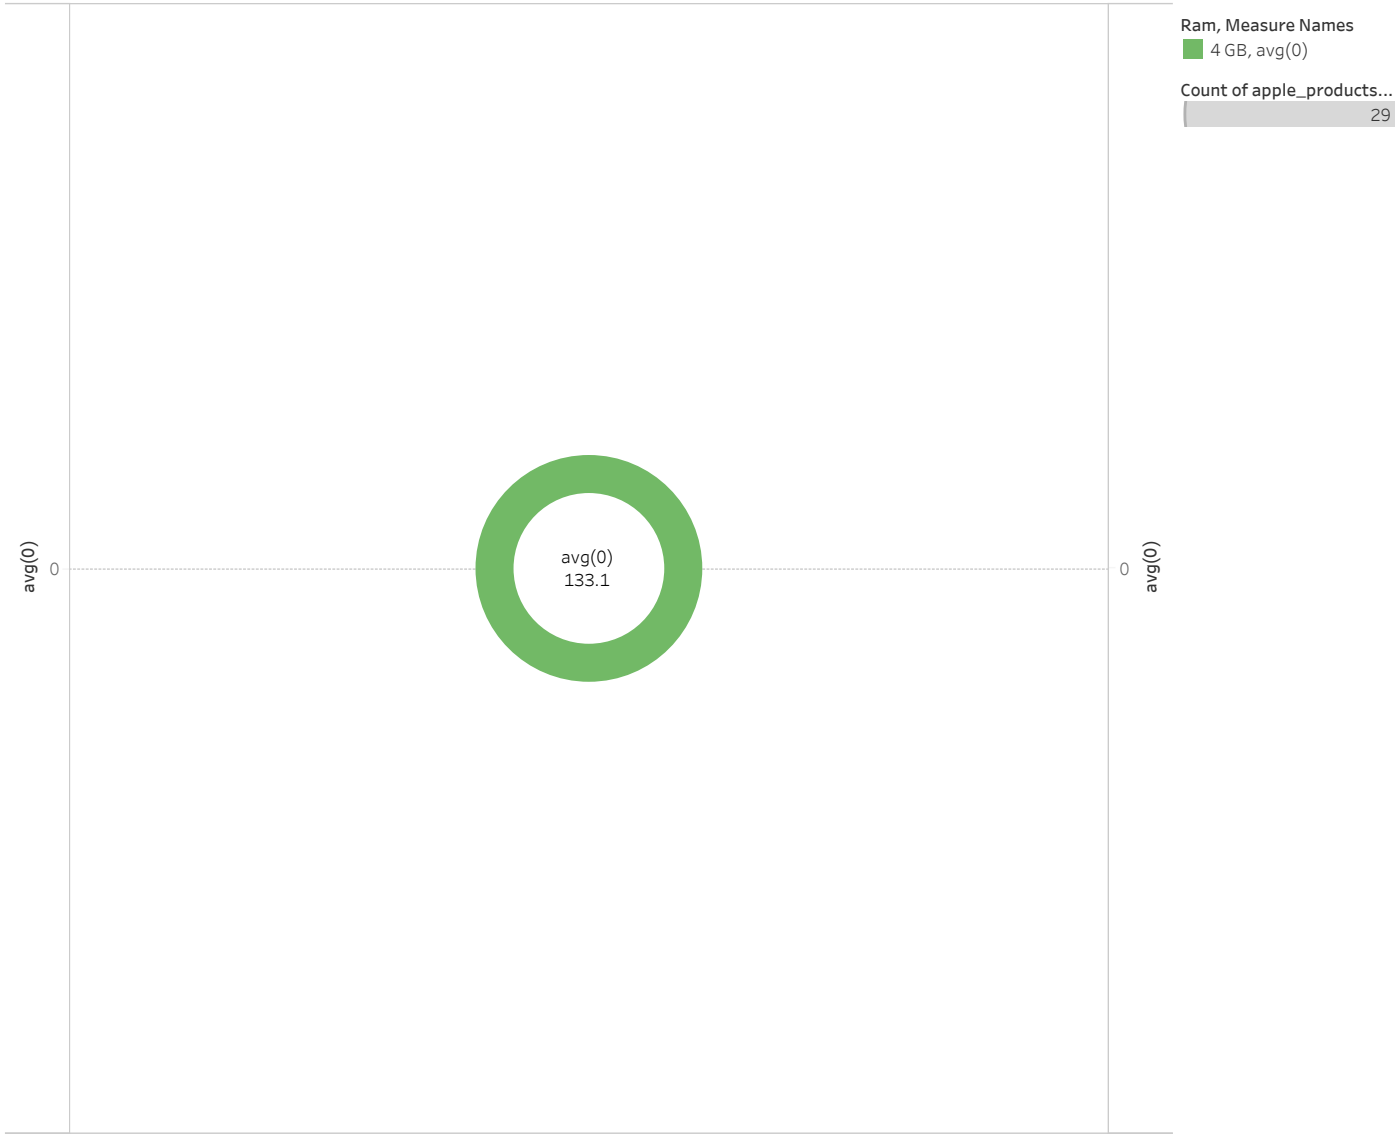 Ram, Measure Names
4 GB, avg(0)
Count of apple_products...
29
avg(0)
0
avg(0)
133.1
0
avg(0)